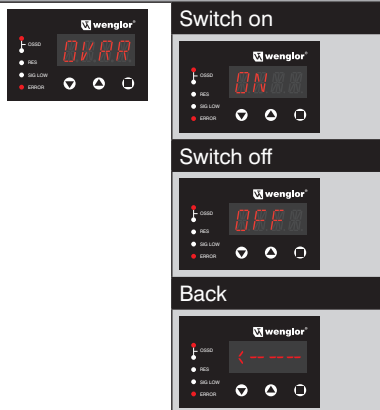 wenglor®
OSSD
OVRR
RES
SIG LOW
ERROR
Switch on
wenglor®
OSSD
ON
RES
SIG LOW
ERROR
Switch off
wenglor®
OSSD
OFF
RES
SIG LOW
ERROR
Back
wenglor®
OSSD
<-----
RES
SIG LOW
ERROR